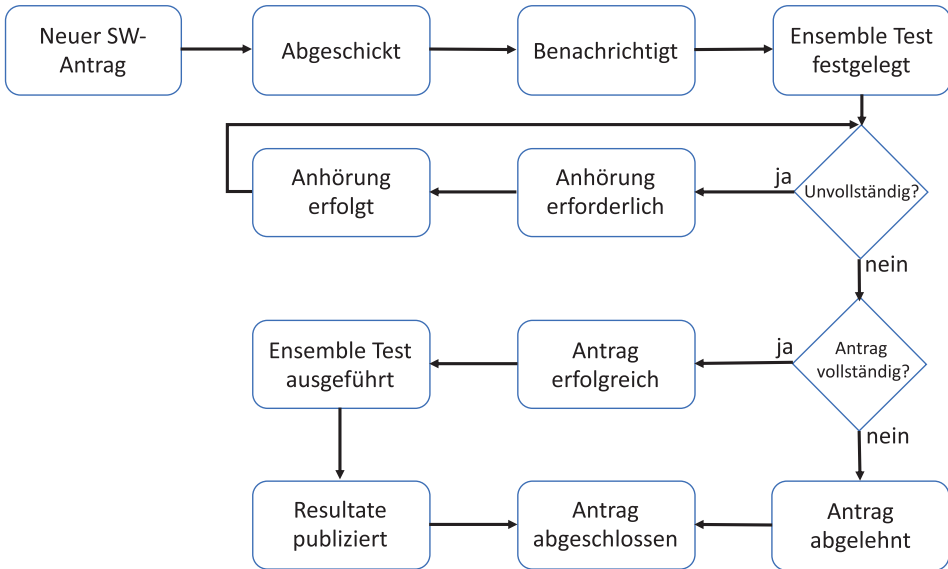 Neuer SW-
Antrag
Abgeschickt
Benachrichtigt
Ensemble Test
festgelegt
Unvollständig?
ja
Anhörung
erforderlich
Anhörung
erfolgt
nein
Antrag
vollständig?
ja
Antrag
erfolgreich
Ensemble Test
ausgeführt
nein
Resultate
publiziert
Antrag
abgeschlossen
Antrag
abgelehnt